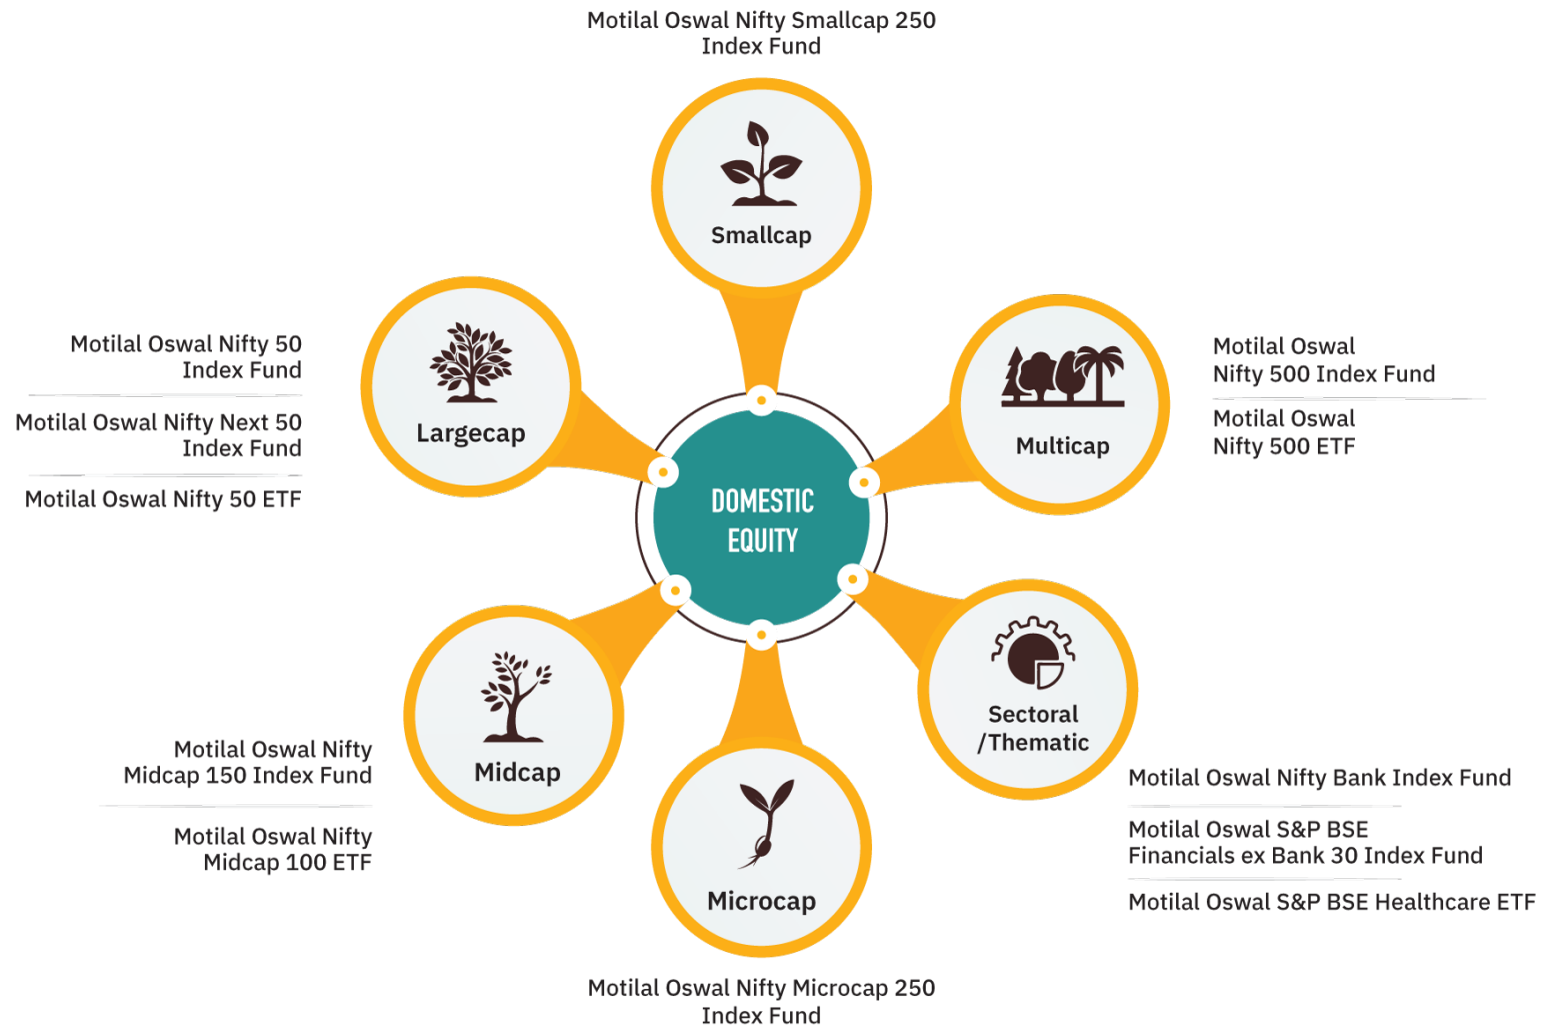 Motilal Oswal Nifty Smallcap 250
Index Fund
Smallcap
Motilal Oswal Nifty 50
Index Fund
Motilal Oswal Nifty Next 50
Index Fund
Motilal Oswal Nifty 50 ETF
Largecap
Multicap
Motilal Oswal
Nifty 500 Index Fund
Motilal Oswal
Nifty 500 ETF
DOMESTIC
EQUITY
Motilal Oswal Nifty
Midcap 150 Index Fund
Motilal Oswal Nifty
Midcap 100 ETF
Midcap
Sectoral
/Thematic
Motilal Oswal Nifty Bank Index Fund
Motilal Oswal S&P BSE
Financials ex Bank 30 Index Fund
Motilal Oswal S&P BSE Healthcare ETF
Microcap
Motilal Oswal Nifty Microcap 250
Index Fund